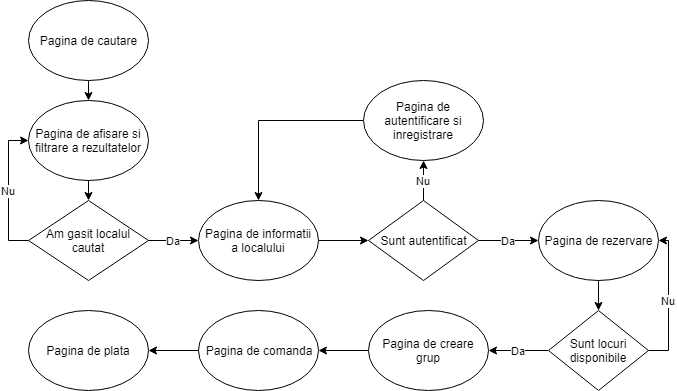 Pagina de cautare
Pagina de afisare si
filtrare a rezultatelor
Nu
Am gasit localul
cautat
Da
Pagina de informatii
a localului
Pagina de
autentificare si
inregistrare
Nu
Sunt autentificat
Da
Pagina de rezervare
Nu
Sunt locuri
disponibile
Da
Pagina de creare
grup
Pagina de comanda
Pagina de plata